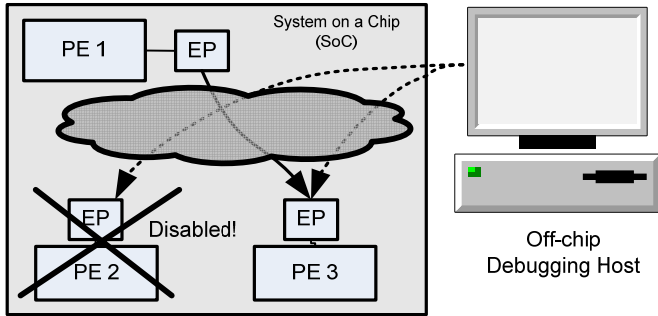 System on a Chip
(SoC)
PE 1
EP
EP
Disabled!
EP
PE 2
PE 3
Off-chip
Debugging Host